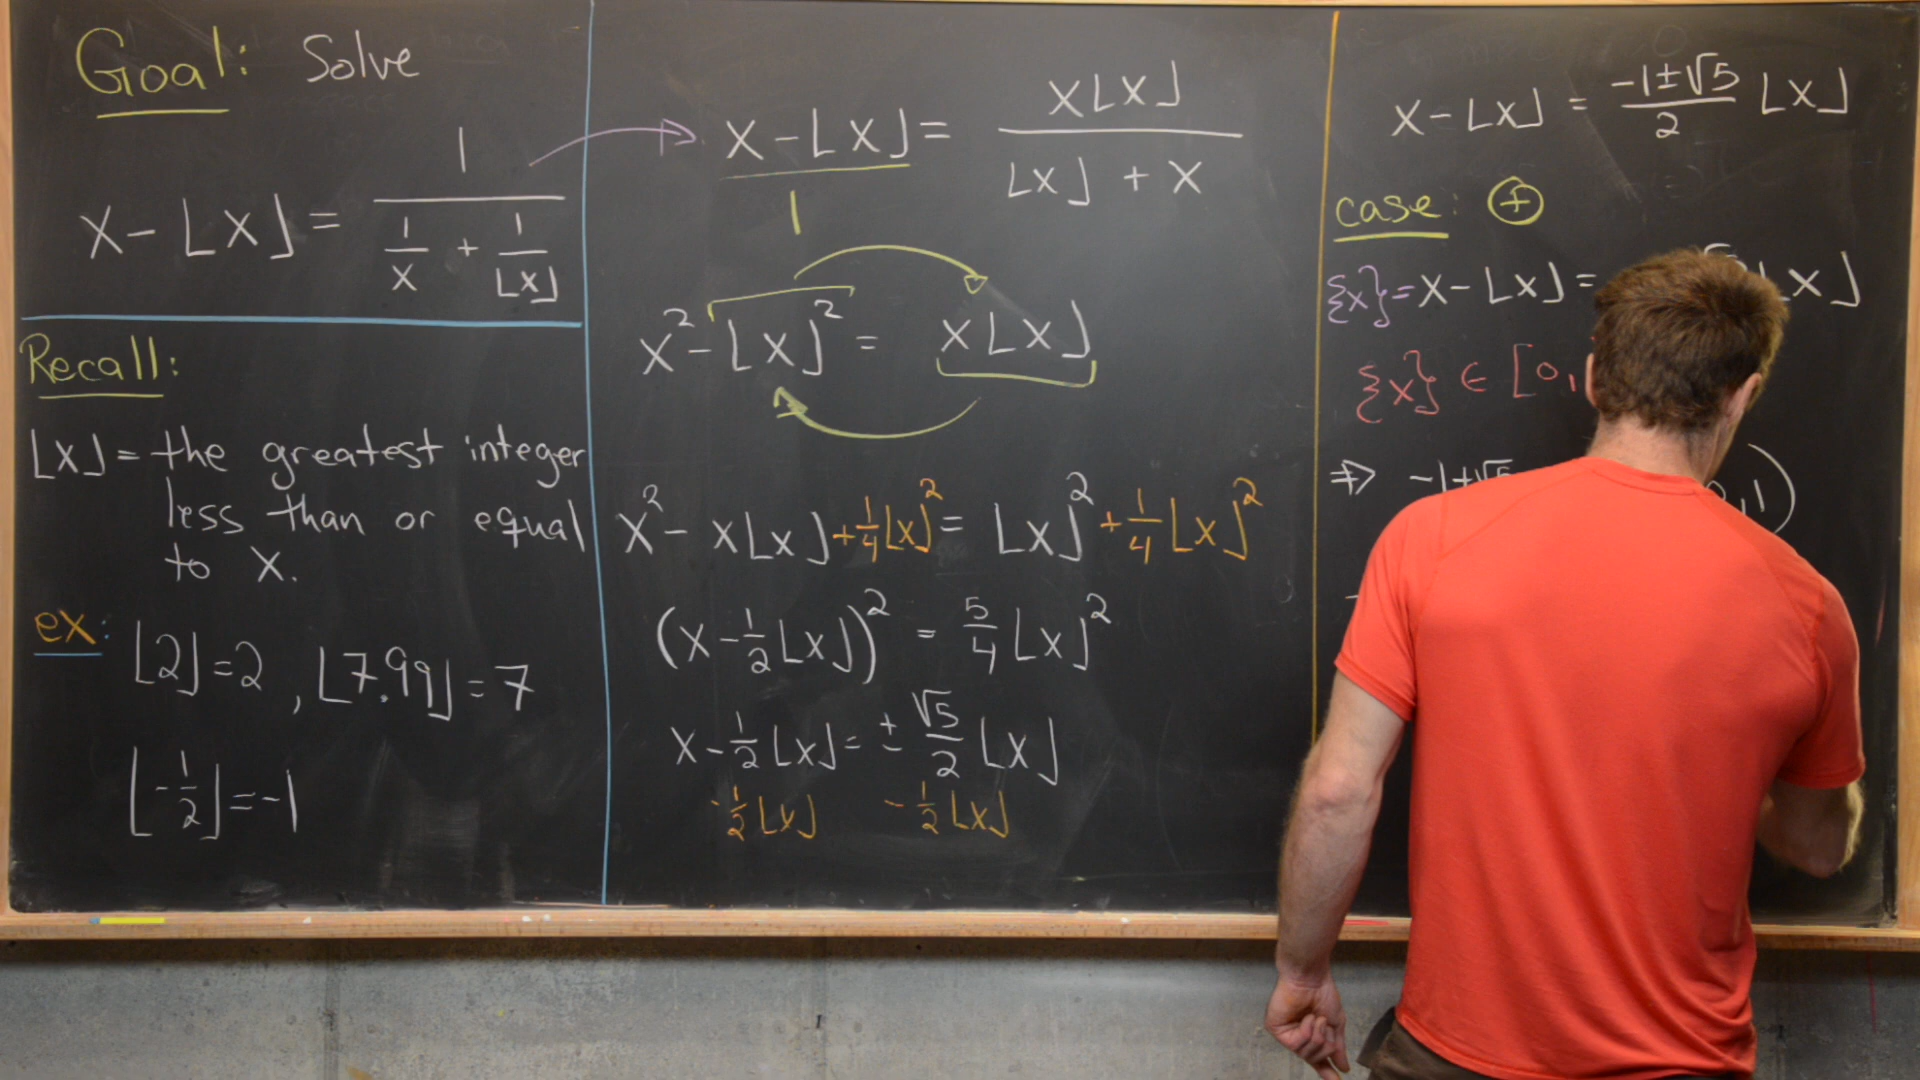 Goal: Solve
x - ⌊x⌋ = 1 / (1/x + 1/⌊x⌋)
Recall:
⌊x⌋ = the greatest integer
less than or equal
to x.
ex: ⌊2⌋ = 2 , ⌊7.99⌋ = 7
⌊-1/2⌋ = -1
(x - ⌊x⌋)/1 = x⌊x⌋ / (⌊x⌋ + x)
x² - ⌊x⌋² = x⌊x⌋
x² - x⌊x⌋ + 1/4⌊x⌋² = ⌊x⌋² + 1/4⌊x⌋²
(x - 1/2⌊x⌋)² = 5/4⌊x⌋²
x - 1/2⌊x⌋ = ± √5/2 ⌊x⌋
-1/2⌊x⌋ -1/2⌊x⌋
x - ⌊x⌋ = (-1±√5)/2 ⌊x⌋
case: +
{x} = x - ⌊x⌋ = ⌊x⌋
{x} ∈ [0,
⇒ -1+√5 ,1)